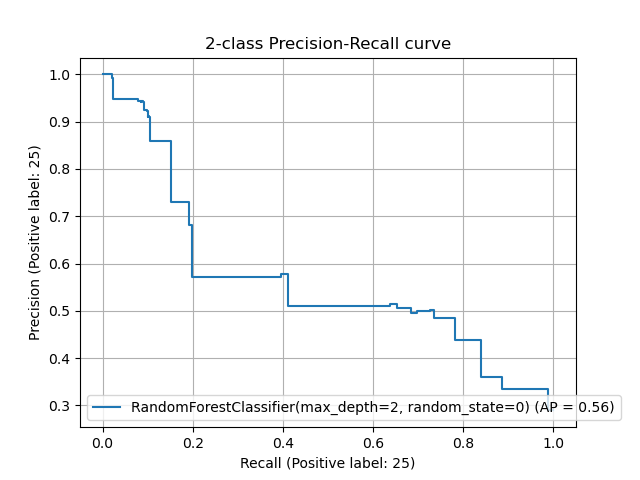 2-class Precision-Recall curve
Precision (Positive label: 25)
1.0
0.9
0.8
0.7
0.6
0.5
0.4
0.3
RandomForestClassifier(max_depth=2, random_state=0) (AP = 0.56)
0.0 0.2 0.4 0.6 0.8 1.0
Recall (Positive label: 25)